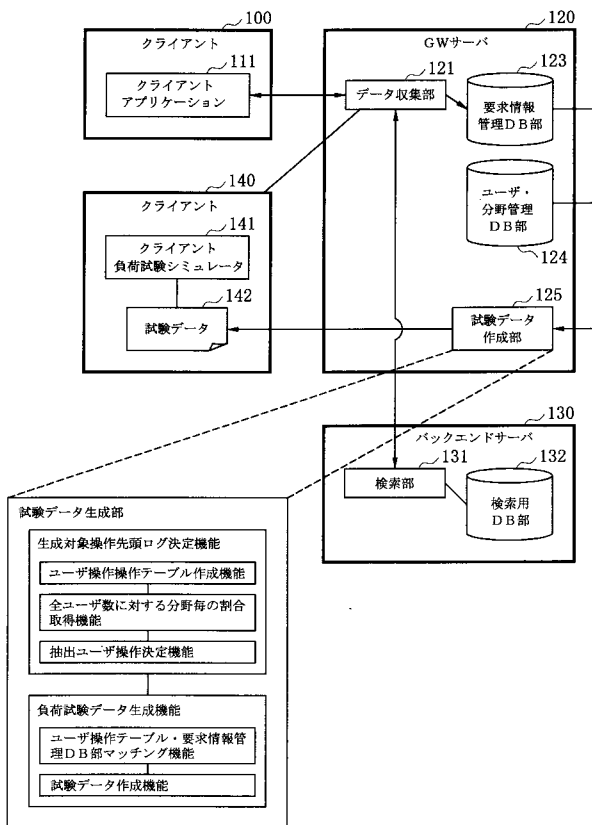 100
クライアント
111
クライアント
アプリケーション
120
GWサーバ
121
データ収集部
123
要求情報
管理DB部
ユーザ・
分野管理
DB部
124
140
クライアント
141
クライアント
負荷試験シミュレータ
142
試験データ
125
試験データ
作成部
130
バックエンドサーバ
131
検索部
132
検索用
DB部
試験データ生成部
生成対象操作先頭ログ決定機能
ユーザ操作操作テーブル作成機能
全ユーザ数に対する分野毎の割合
取得機能
抽出ユーザ操作決定機能
負荷試験データ生成機能
ユーザ操作テーブル・要求情報管
理DB部マッチング機能
試験データ作成機能